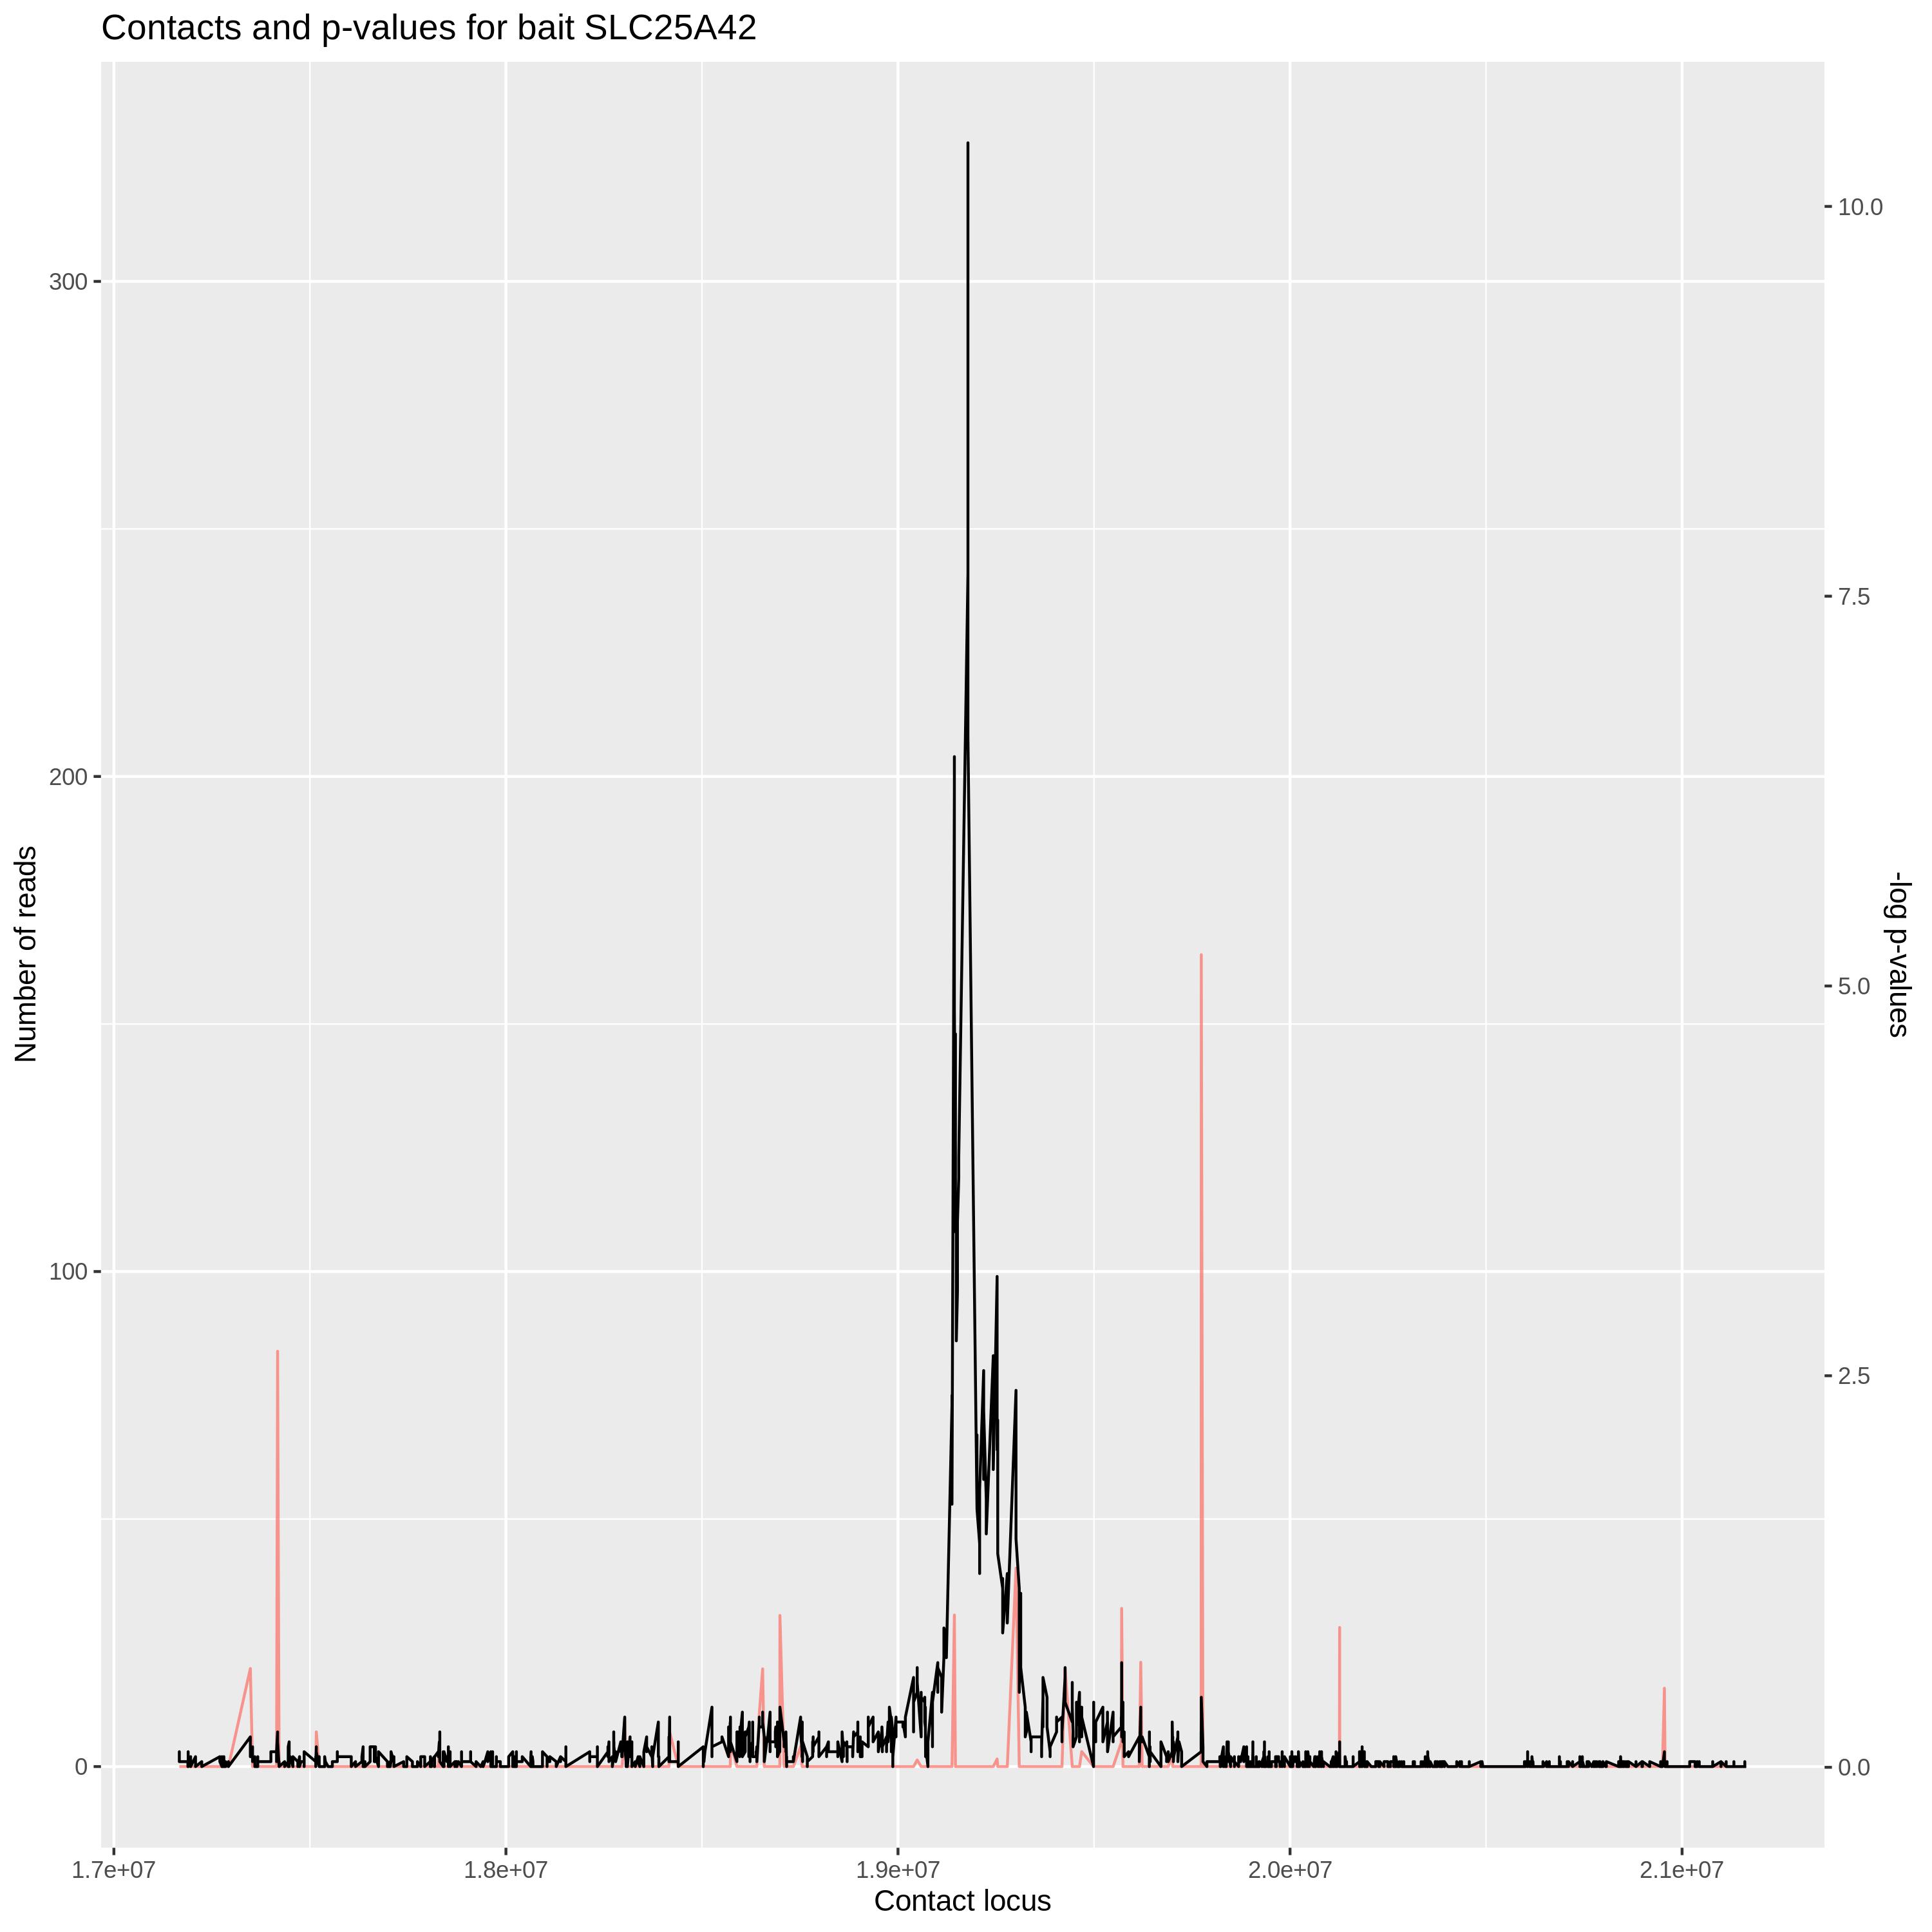 Contacts and p-values for bait SLC25A42
300
200
100
0
Number of reads
10.0
7.5
5.0
2.5
0.0
-log p-values
1.7e+07
1.8e+07
1.9e+07
2.0e+07
2.1e+07
Contact locus